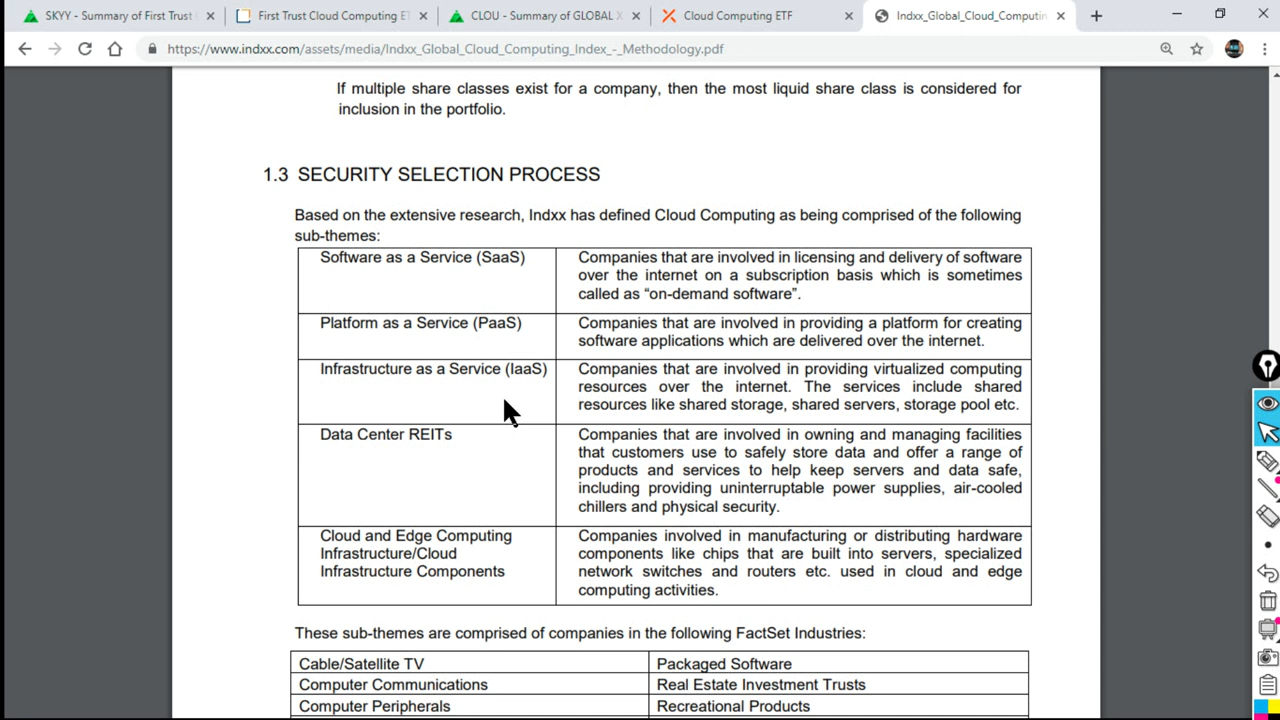 SKYY - Summary of First Trust
First Trust Cloud Computing ET
CLOU - Summary of GLOBAL X
Cloud Computing ETF
Indxx_Global_Cloud_Computin
https://www.indxx.com/assets/media/Indxx_Global_Cloud_Computing_Index_-_Methodology.pdf
If multiple share classes exist for a company, then the most liquid share class is considered for
inclusion in the portfolio.
1.3 SECURITY SELECTION PROCESS
Based on the extensive research, Indxx has defined Cloud Computing as being comprised of the following
sub-themes:
Software as a Service (SaaS)
Companies that are involved in licensing and delivery of software
over the internet on a subscription basis which is sometimes
called as “on-demand software”.
Platform as a Service (PaaS)
Companies that are involved in providing a platform for creating
software applications which are delivered over the internet.
Infrastructure as a Service (IaaS)
Companies that are involved in providing virtualized computing
resources over the internet. The services include shared
resources like shared storage, shared servers, storage pool etc.
Data Center REITs
Companies that are involved in owning and managing facilities
that customers use to safely store data and offer a range of
products and services to help keep servers and data safe,
including providing uninterruptable power supplies, air-cooled
chillers and physical security.
Cloud and Edge Computing
Infrastructure/Cloud
Infrastructure Components
Companies involved in manufacturing or distributing hardware
components like chips that are built into servers, specialized
network switches and routers etc. used in cloud and edge
computing activities.
These sub-themes are comprised of companies in the following FactSet Industries:
Cable/Satellite TV
Packaged Software
Computer Communications
Real Estate Investment Trusts
Computer Peripherals
Recreational Products